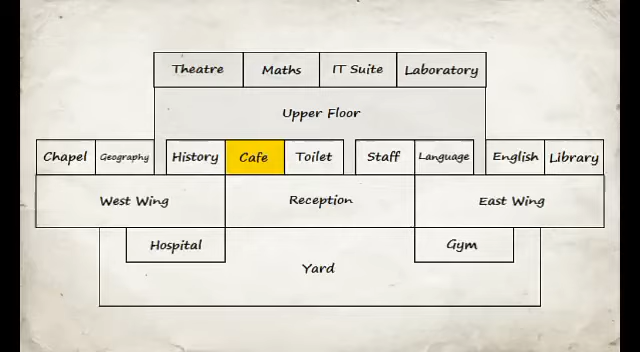 Theatre Maths IT Suite Laboratory
Upper Floor
Chapel Geography History Cafe Toilet Staff Language English Library
West Wing Reception East Wing
Hospital Gym
Yard